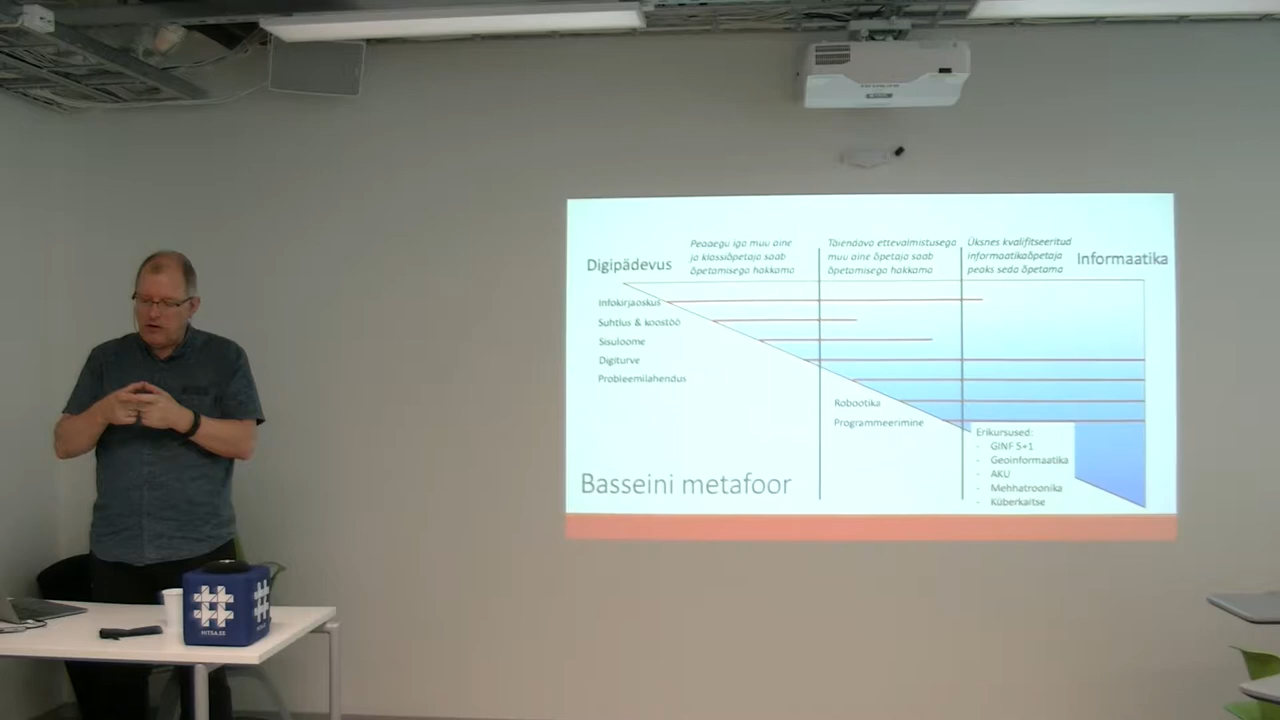 Digipädevus
Peaaegu iga muu aine
ja klassiõpetaja saab
õpetamisega hakkama
Täiendava ettevalmistusega
muu aine õpetaja saab
õpetamisega hakkama
Üksnes kvalifitseeritud
informaatikaõpetaja
peaks seda õpetama
Informaatika
Infokirjaoskus
Suhtlus & koostöö
Sisuloome
Digiturve
Probleemilahendus
Robootika
Programmeerimine
Erikursused:
- GINF 5+1
- Geoinformaatika
- AKU
- Mehhatroonika
- Küberkaitse
Basseini metafoor
HITSA.EE